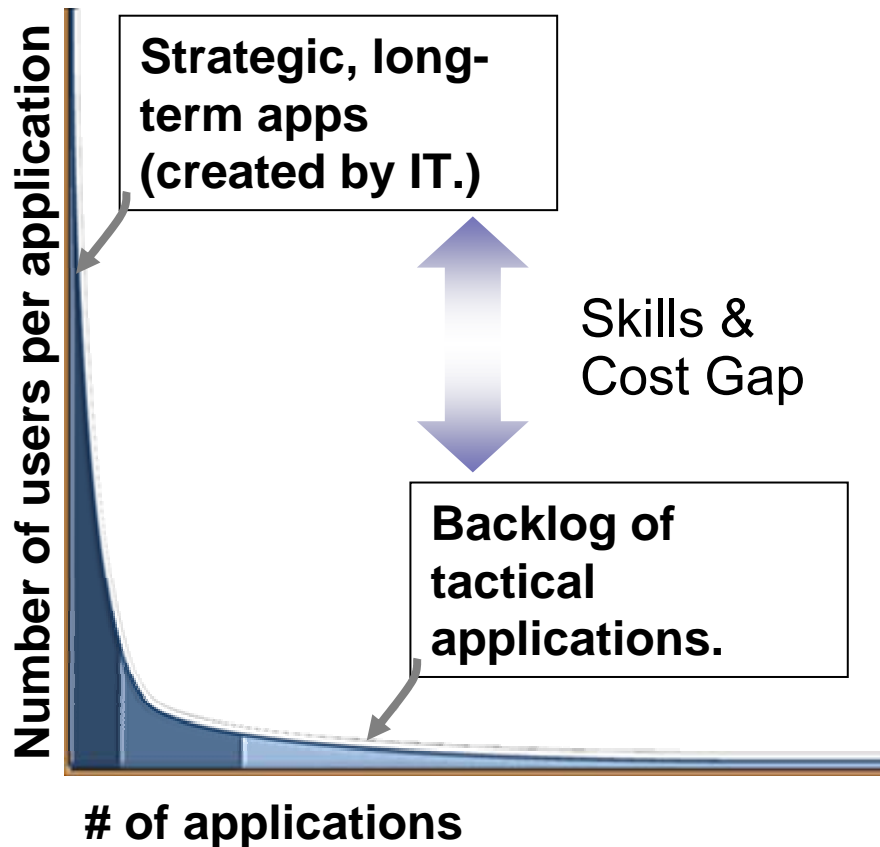 Number of users per application
Strategic, long-
term apps
(created by IT.)
Skills &
Cost Gap
Backlog of
tactical
applications.
# of applications